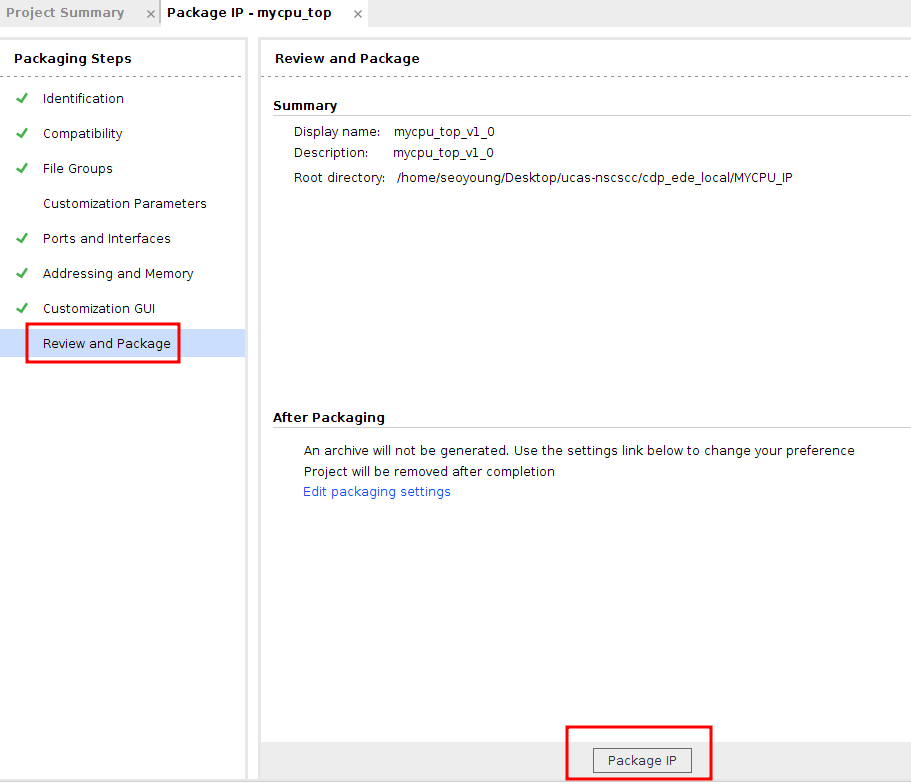 Project Summary × Package IP - mycpu_top ×
Packaging Steps
Identification
Compatibility
File Groups
Customization Parameters
Ports and Interfaces
Addressing and Memory
Customization GUI
Review and Package
Review and Package
Summary
Display name: mycpu_top_v1_0
Description: mycpu_top_v1_0
Root directory: /home/seoyoung/Desktop/ucas-nscscc/cdp_ede_local/MYCPU_IP
After Packaging
An archive will not be generated. Use the settings link below to change your preference
Project will be removed after completion
Edit packaging settings
Package IP